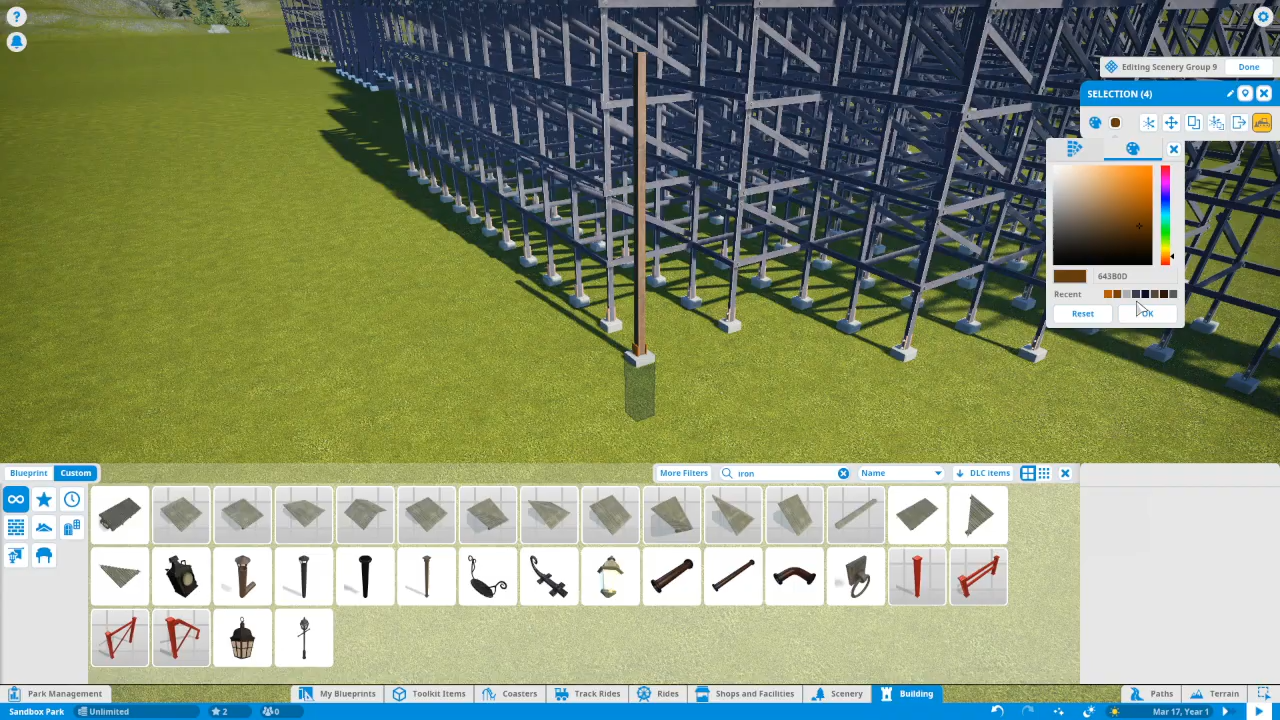 ?
Editing Scenery Group 9 Done
SELECTION (4)
643B0D
Recent
Reset OK
Blueprint Custom More Filters iron Name DLC items
Park Management My Blueprints Toolkit Items Coasters Track Rides Rides Shops and Facilities Scenery Building Paths Terrain
Sandbox Park Unlimited 2 0 Mar 17, Year 1